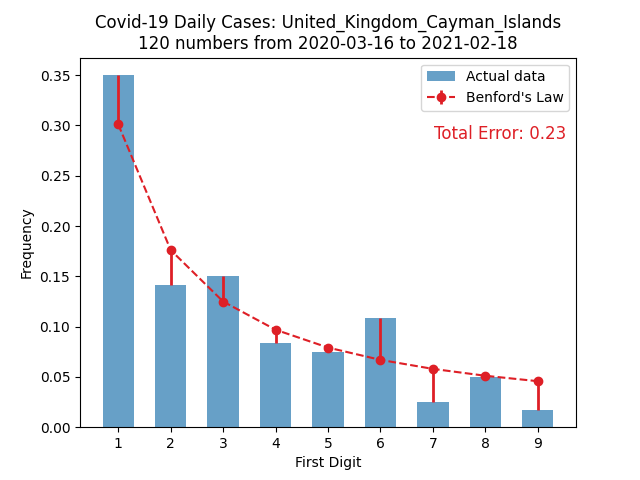 Covid-19 Daily Cases: United_Kingdom_Cayman_Islands
120 numbers from 2020-03-16 to 2021-02-18
Actual data
Benford's Law
Total Error: 0.23
Frequency
0.35
0.30
0.25
0.20
0.15
0.10
0.05
0.00
1 2 3 4 5 6 7 8 9
First Digit